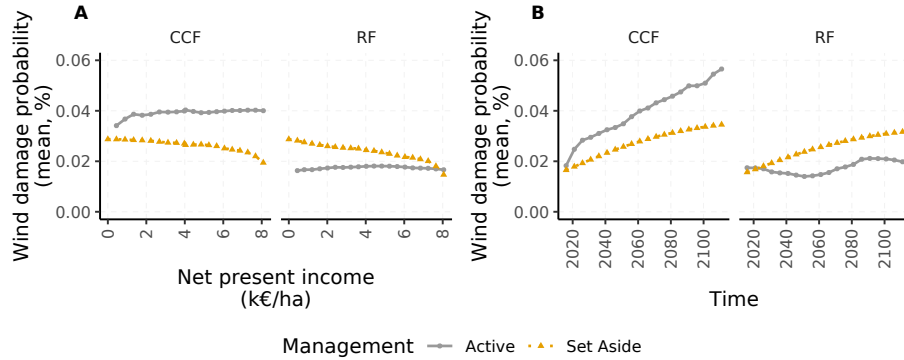 A
B
CCF
RF
CCF
RF
Wind damage probability
(mean, %)
0.06
0.04
0.02
0.00
0 2 4 6 8
0 2 4 6 8
Net present income
(k€/ha)
Wind damage probability
(mean, %)
0.06
0.04
0.02
0.00
2020 2040 2060 2080 2100
2020 2040 2060 2080 2100
Time
Management Active Set Aside